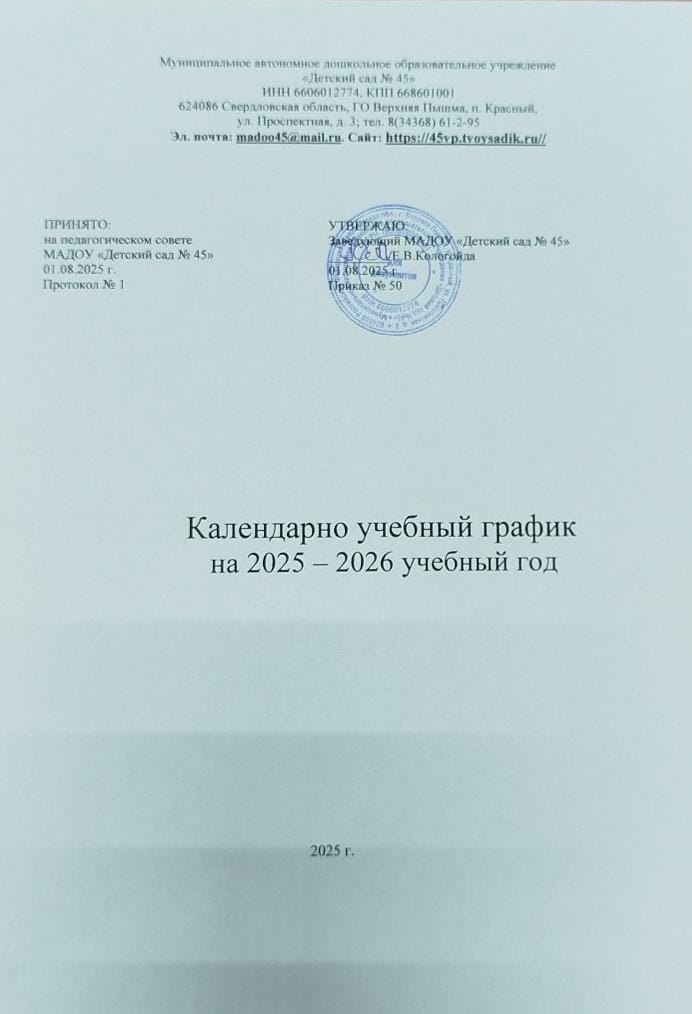 Муниципальное автономное дошкольное образовательное учреждение
«Детский сад № 45»
ИНН 6606012774, КПП 668601001
624086 Свердловская область, ГО Верхняя Пышма, п. Красный,
ул. Проспектная, д. 3; тел. 8(34368) 61-2-95
Эл. почта: madoo45@mail.ru. Сайт: https://45vp.tvoysadik.ru//
ПРИНЯТО:
на педагогическом совете
МАДОУ «Детский сад № 45»
01.08.2025 г.
Протокол № 1
УТВЕРЖДАЮ
Заведующий МАДОУ «Детский сад № 45»
/Е.В.Кологойда
01.08.2025 г.
Приказ № 50
для
документов
ИНН 6606012774
Календарно учебный график
на 2025 – 2026 учебный год
2025 г.